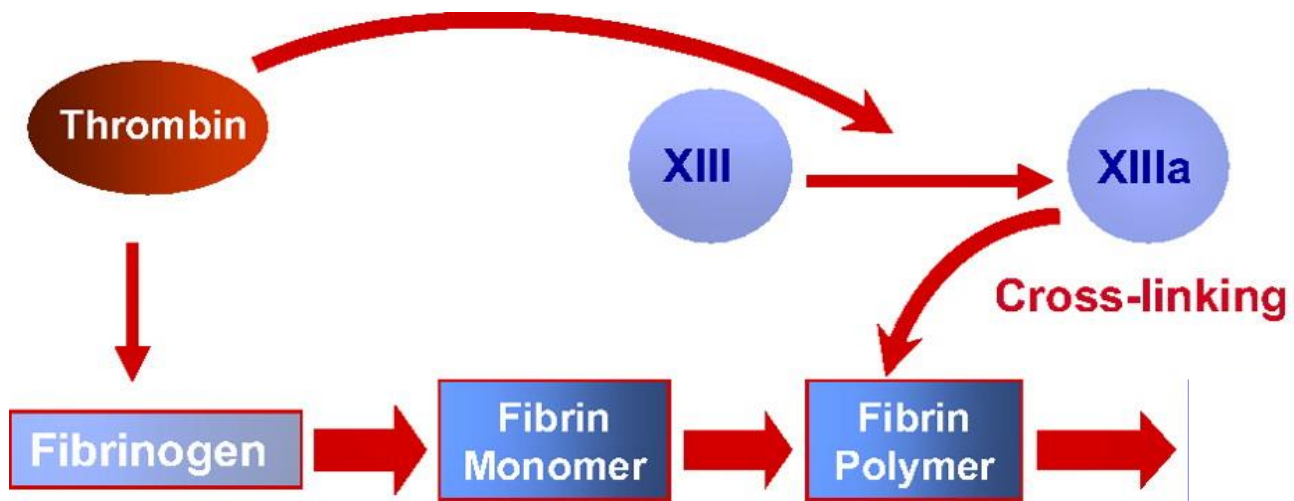 Thrombin
XIII
XIIIa
Cross-linking
Fibrinogen
Fibrin
Monomer
Fibrin
Polymer